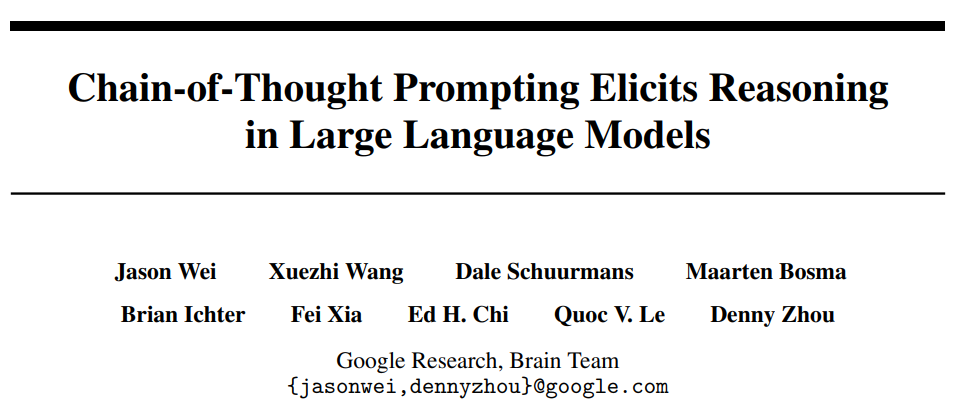 Chain-of-Thought Prompting Elicits Reasoning
in Large Language Models
Jason Wei Xuezhi Wang Dale Schuurmans Maarten Bosma
Brian Ichter Fei Xia Ed H. Chi Quoc V. Le Denny Zhou
Google Research, Brain Team
{jasonwei,dennyzhou}@google.com